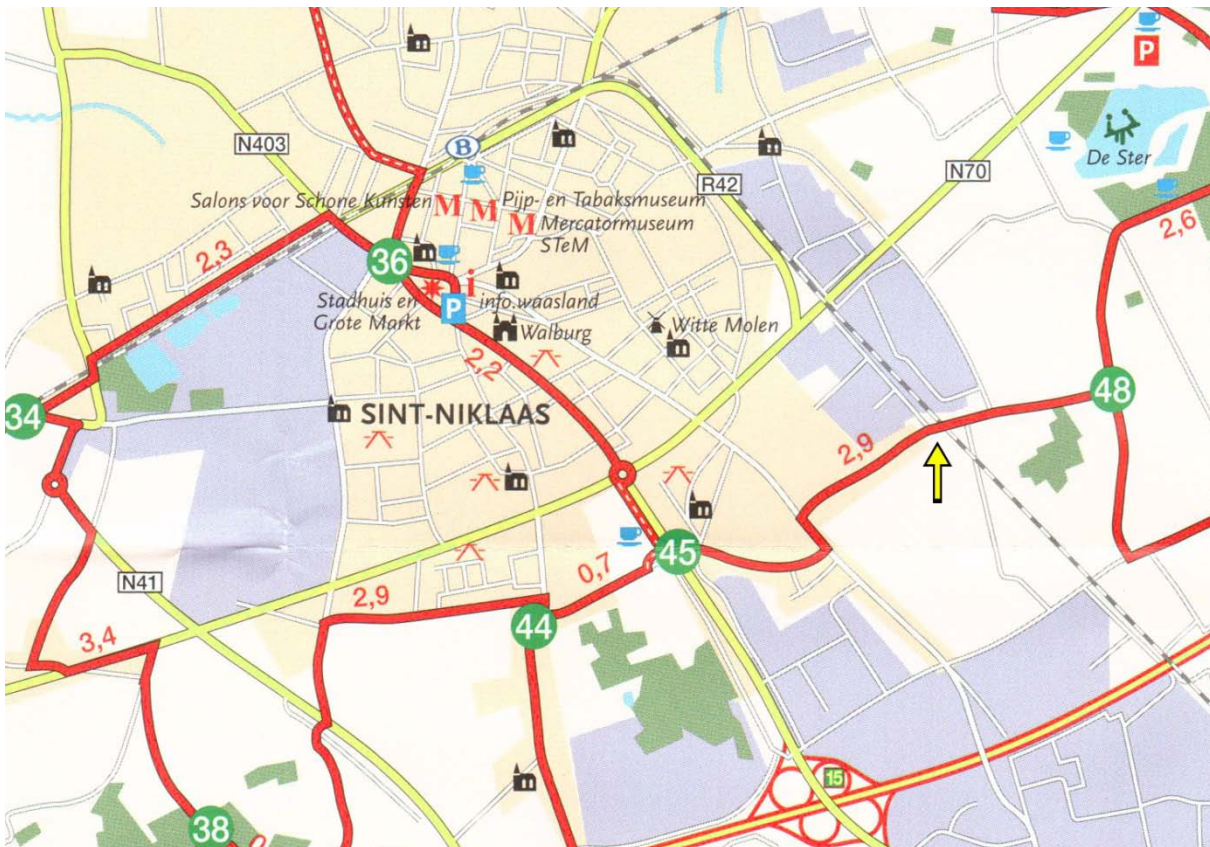 P
N403
B
N70
De Ster
R42
Salons voor Schone Kunsten
M
M
Pijp- en Tabaksmuseum
M
Mercatormuseum
STeM
2,3
2,6
36
i
Stadhuis en
Grote Markt
P
info.waasland
Walburg
Witte Molen
2,2
34
SINT-NIKLAAS
48
2,9
45
N41
2,9
0,7
44
3,4
15
38